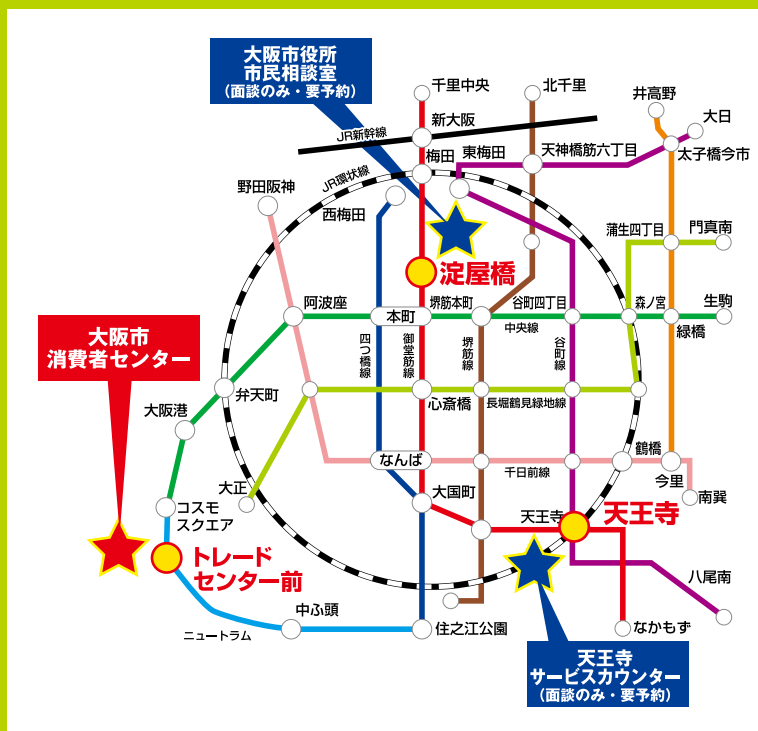 大阪市役所
市民相談室
(面談のみ・要予約)
千里中央
北千里
井高野
大日
新大阪
JR新幹線
梅田
東梅田
天神橋筋六丁目
太子橋今市
野田阪神
JR環状線
西梅田
蒲生四丁目
門真南
淀屋橋
阿波座
本町
堺筋本町
谷町四丁目
森ノ宮
生駒
中央線
緑橋
大阪市
消費者センター
四つ橋線
御堂筋線
堺筋線
谷町線
弁天町
心斎橋
長堀鶴見緑地線
大阪港
なんば
千日前線
鶴橋
今里
大正
大国町
南巽
コスモ
スクエア
天王寺
天王寺
トレード
センター前
八尾南
中ふ頭
ニュートラム
住之江公園
なかもず
天王寺
サービスカウンター
(面談のみ・要予約)